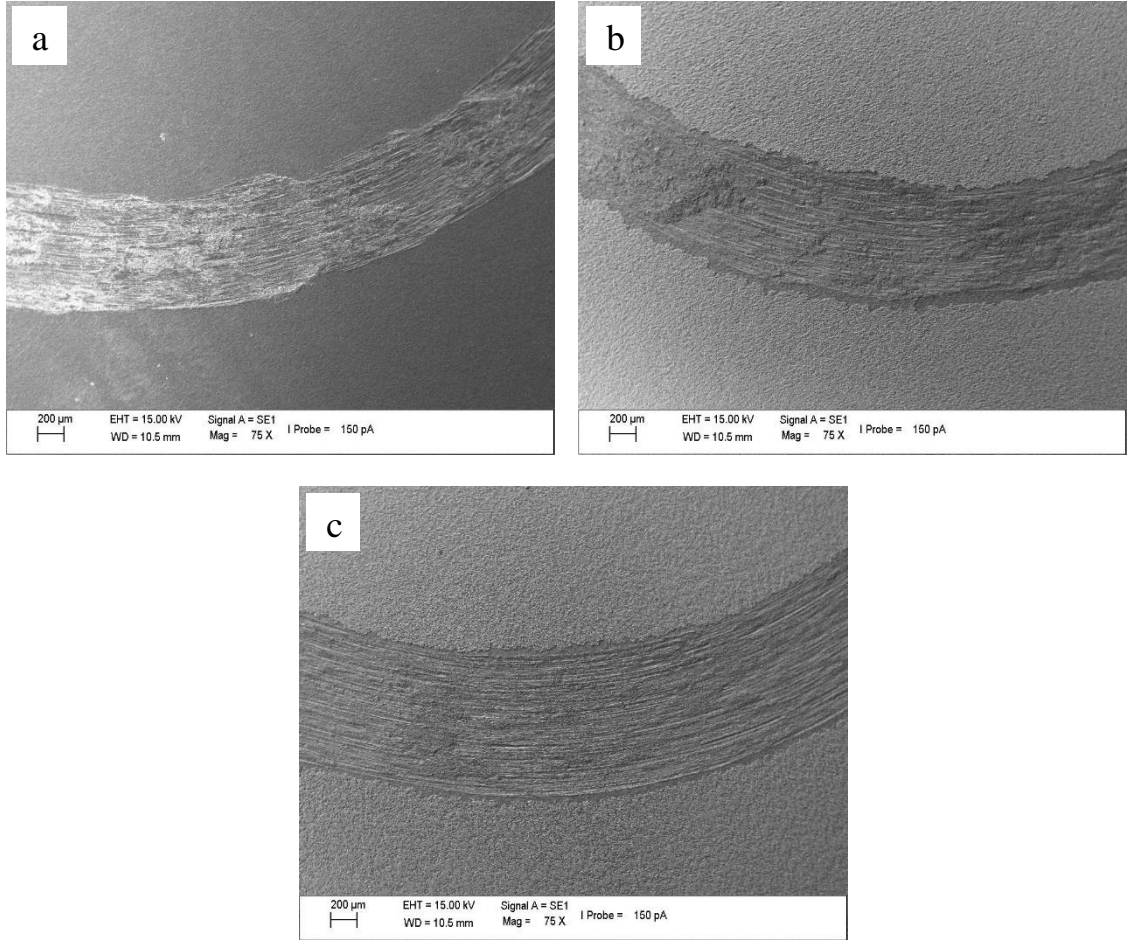 a
200 µm
EHT = 15.00 kV
Signal A = SE1
WD = 10.5 mm
Mag = 75 X
I Probe = 150 pA
b
200 µm
EHT = 15.00 kV
Signal A = SE1
WD = 10.5 mm
Mag = 75 X
I Probe = 150 pA
c
200 µm
EHT = 15.00 kV
Signal A = SE1
WD = 10.5 mm
Mag = 75 X
I Probe = 150 pA